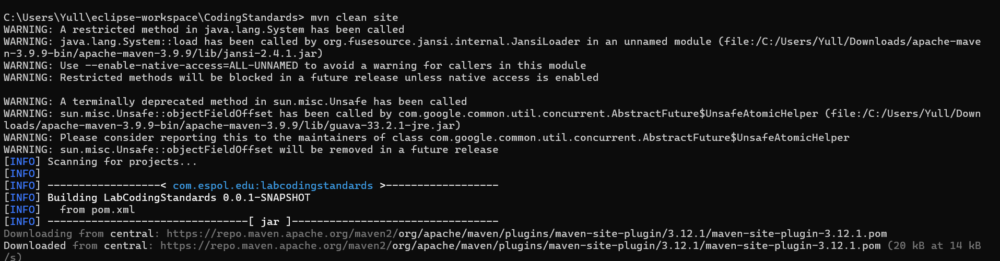 C:\Users\Yull\eclipse-workspace\CodingStandards> mvn clean site
WARNING: A restricted method in java.lang.System has been called
WARNING: java.lang.System::load has been called by org.fusesource.jansi.internal.JansiLoader in an unnamed module (file:/C:/Users/Yull/Downloads/apache-mave
n-3.9.9-bin/apache-maven-3.9.9/lib/jansi-2.4.1.jar)
WARNING: Use --enable-native-access=ALL-UNNAMED to avoid a warning for callers in this module
WARNING: Restricted methods will be blocked in a future release unless native access is enabled

WARNING: A terminally deprecated method in sun.misc.Unsafe has been called
WARNING: sun.misc.Unsafe::objectFieldOffset has been called by com.google.common.util.concurrent.AbstractFuture$UnsafeAtomicHelper (file:/C:/Users/Yull/Down
loads/apache-maven-3.9.9-bin/apache-maven-3.9.9/lib/guava-33.2.1-jre.jar)
WARNING: Please consider reporting this to the maintainers of class com.google.common.util.concurrent.AbstractFuture$UnsafeAtomicHelper
WARNING: sun.misc.Unsafe::objectFieldOffset will be removed in a future release
[INFO] Scanning for projects...
[INFO]
[INFO] ------------------< com.espol.edu:labcodingstandards >------------------
[INFO] Building LabCodingStandards 0.0.1-SNAPSHOT
[INFO]   from pom.xml
[INFO] --------------------------------[ jar ]---------------------------------
Downloading from central: https://repo.maven.apache.org/maven2/org/apache/maven/plugins/maven-site-plugin/3.12.1/maven-site-plugin-3.12.1.pom
Downloaded from central: https://repo.maven.apache.org/maven2/org/apache/maven/plugins/maven-site-plugin/3.12.1/maven-site-plugin-3.12.1.pom (20 kB at 14 kB
/s)